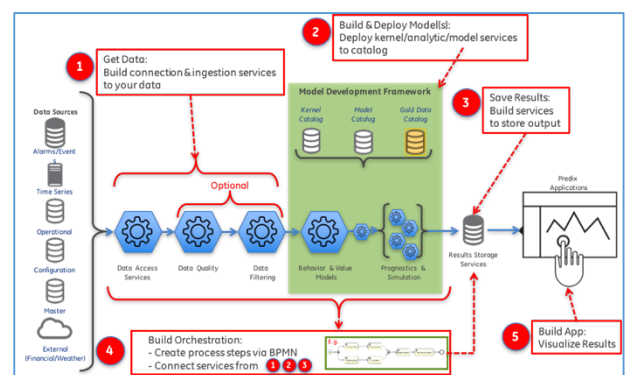 2
Build & Deploy Model(s):
Deploy kernel/analytic/model services
to catalog
1
Get Data:
Build connection & ingestion services
to your data
Model Development Framework
Kernel
Catalog
Model
Catalog
Gold Data
Catalog
3
Save Results:
Build services
to store output
Data Sources
Alarms/Event
Time Series
Operational
Configuration
Master
External
(Financial/Weather)
Optional
Predix
Applications
Data Access
Services
Data Quality
Data
Filtering
Behavior & Value
Models
Prognostics &
Simulation
Results Storage
Services
4
Build Orchestration:
- Create process steps via BPMN
- Connect services from 1 2 3
E.g.
5
Build App:
Visualize Results